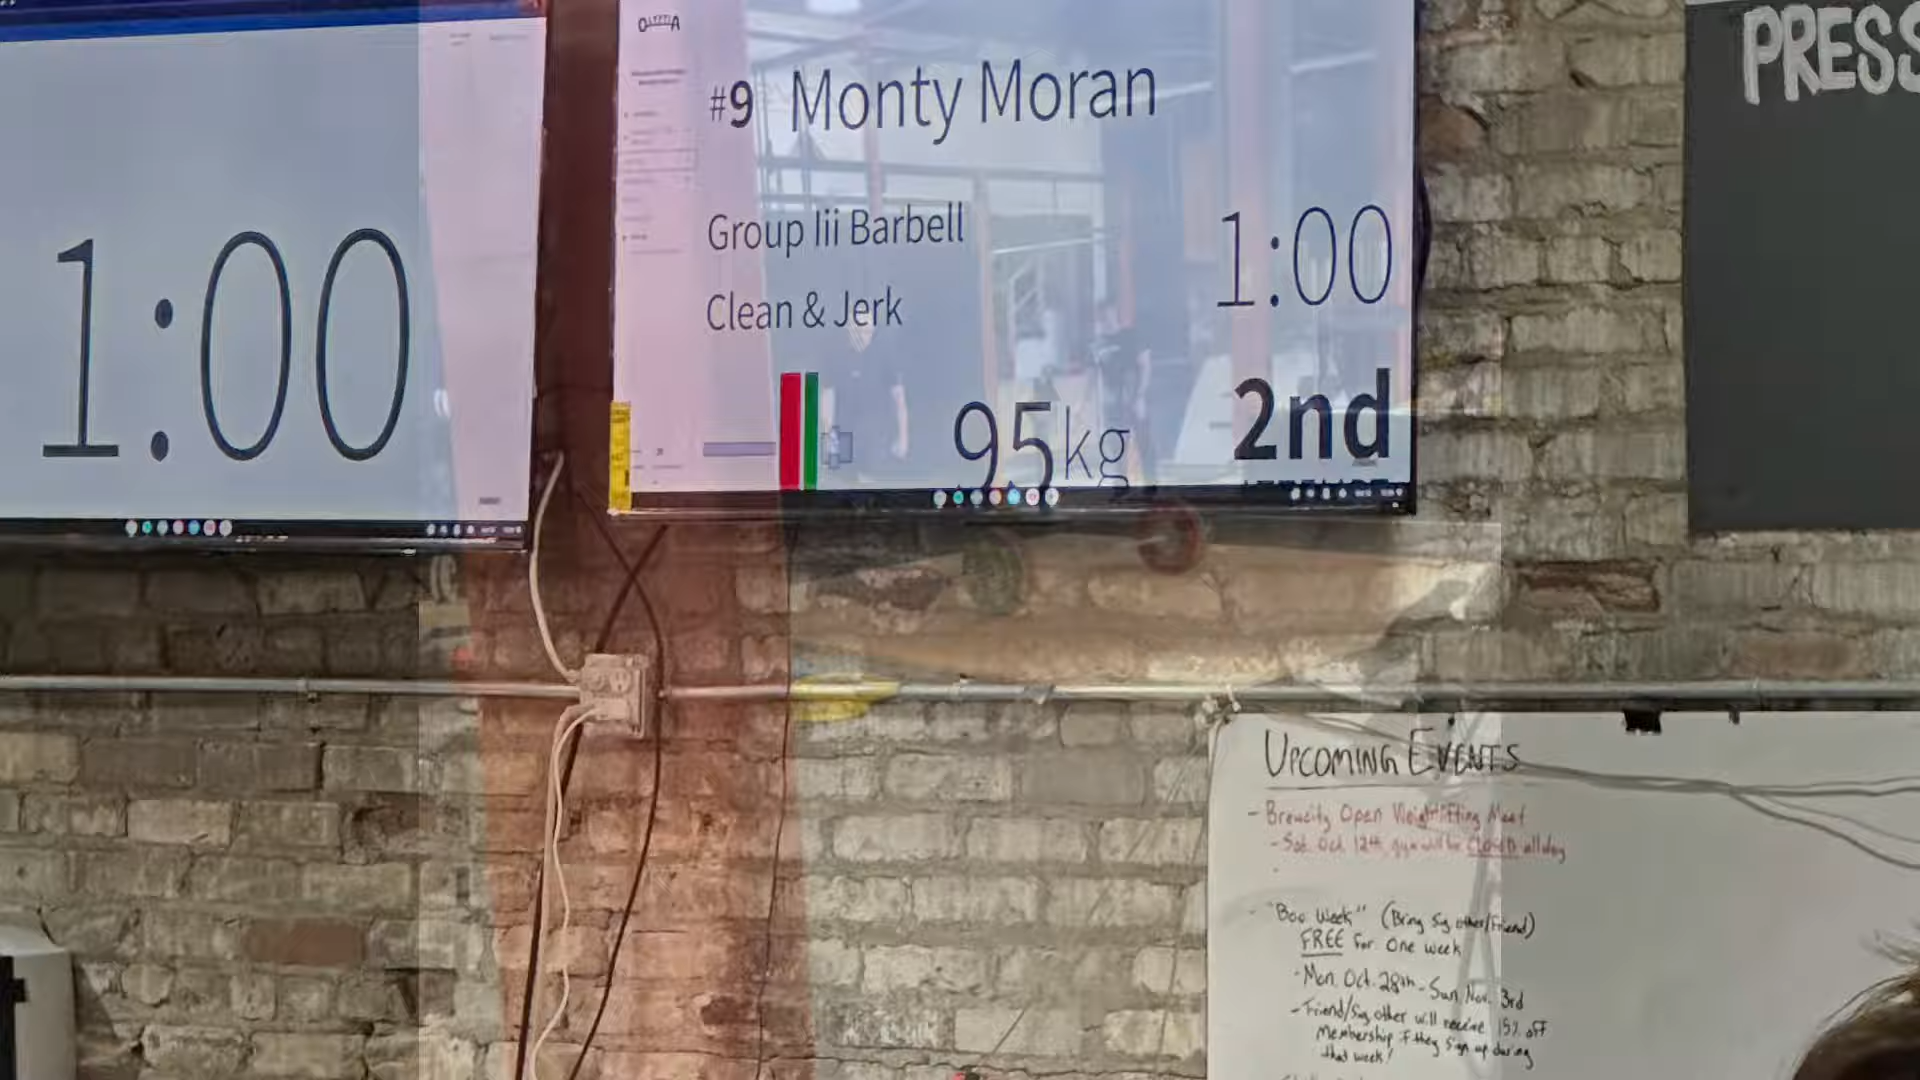 1:00
#9 Monty Moran
Group Iii Barbell
1:00
Clean & Jerk
95kg
2nd
PRESS
UPCOMING EVENTS
- Brewcity Open Weightlifting Meet
- Sat. Oct. 12th, gym will be CLOSED all day
- "Boo Week" (Bring Sig other/friend)
FREE for One week
- Mon. Oct. 28th - Sun. Nov. 3rd
- Friend/Sig other will receive 15% off
Membership if they sign up during
that week!